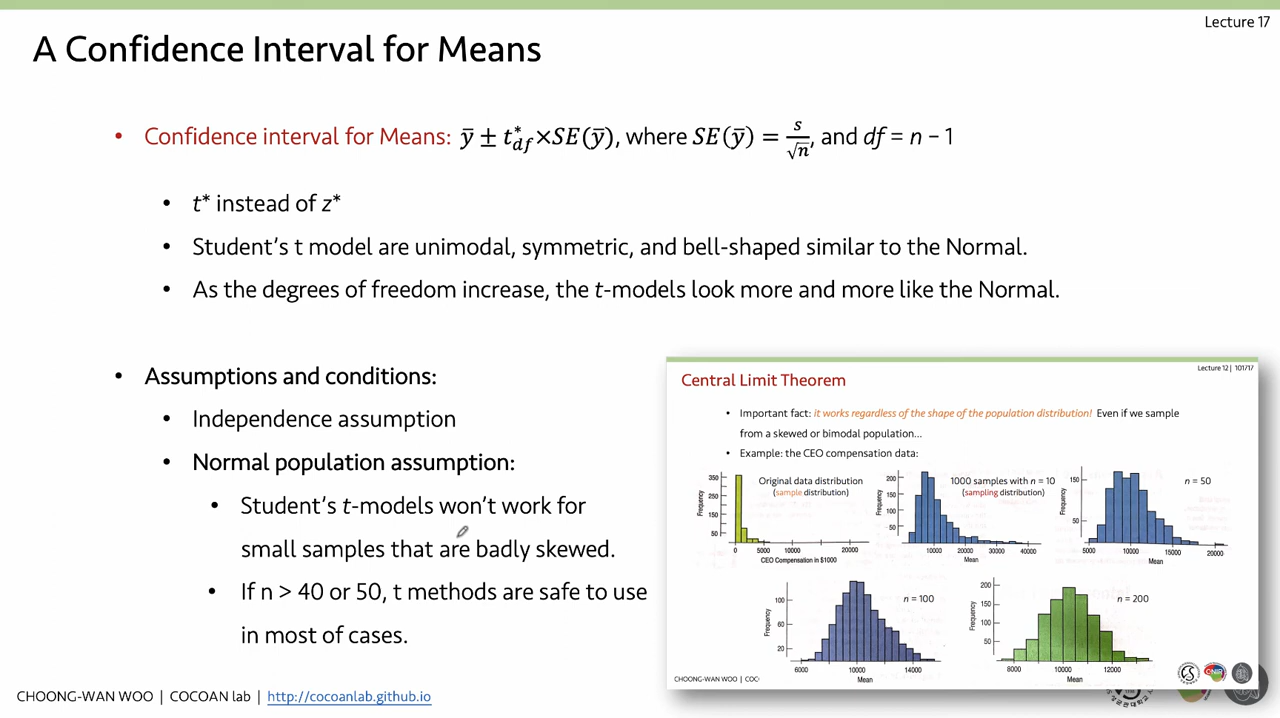 Lecture 17
A Confidence Interval for Means
• Confidence interval for Means: ȳ ± t*df×SE(ȳ), where SE(ȳ) = s/√n, and df = n − 1
• t* instead of z*
• Student's t model are unimodal, symmetric, and bell-shaped similar to the Normal.
• As the degrees of freedom increase, the t-models look more and more like the Normal.
• Assumptions and conditions:
• Independence assumption
• Normal population assumption:
• Student's t-models won't work for
small samples that are badly skewed.
• If n > 40 or 50, t methods are safe to use
in most of cases.
Lecture 12 | 101/17
Central Limit Theorem
• Important fact: it works regardless of the shape of the population distribution! Even if we sample
from a skewed or bimodal population...
• Example: the CEO compensation data:
Frequency
350
250
150
50
Original data distribution
(sample distribution)
0 5000 10000 20000
CEO Compensation in $1000
Frequency
200
150
100
50
1000 samples with n = 10
(sampling distribution)
10000 20000 30000 40000
Mean
Frequency
150
50
n = 50
5000 10000 15000 20000
Mean
Frequency
100
60
20
n = 100
6000 10000 14000
Mean
Frequency
200
150
100
50
n = 200
8000 10000 12000
Mean
CHOONG-WAN WOO | COC
CHOONG-WAN WOO | COCOAN lab | http://cocoanlab.github.io